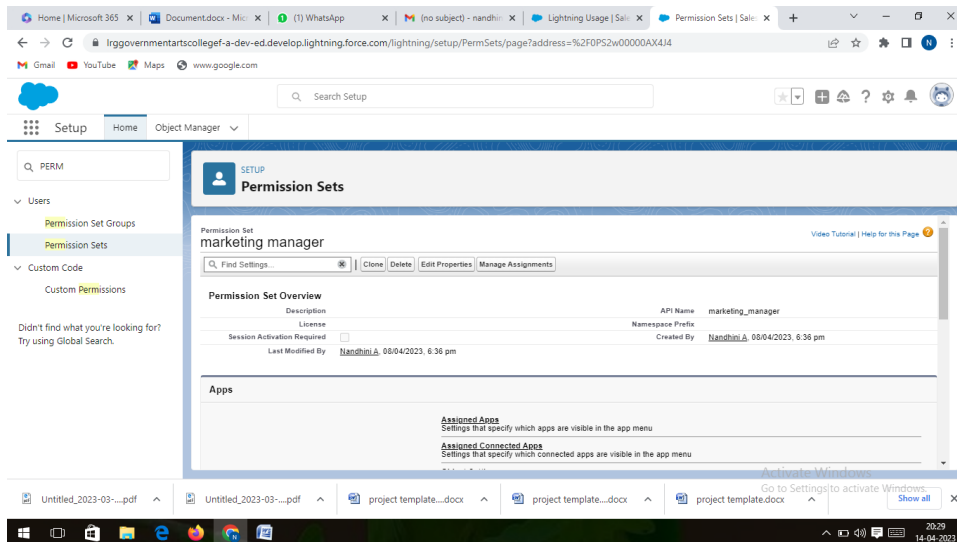 Home | Microsoft 365
Document.docx - Mic
(1) WhatsApp
(no subject) - nandhin
Lightning Usage | Sale
Permission Sets | Sale
lrggovernmentartscollegef-a-dev-ed.develop.lightning.force.com/lightning/setup/PermSets/page?address=%2F0PS2w00000AX4J4
N
Gmail
YouTube
Maps
www.google.com
Search Setup
Setup
Home
Object Manager
PERM
Users
Permission Set Groups
Permission Sets
Custom Code
Custom Permissions
Didn't find what you're looking for?
Try using Global Search.
SETUP
Permission Sets
Permission Set
marketing manager
Video Tutorial | Help for this Page
Find Settings...
Clone
Delete
Edit Properties
Manage Assignments
Permission Set Overview
Description
API Name marketing_manager
License
Namespace Prefix
Session Activation Required
Created By Nandhini A, 08/04/2023, 6:36 pm
Last Modified By Nandhini A, 08/04/2023, 6:36 pm
Apps
Assigned Apps
Settings that specify which apps are visible in the app menu
Assigned Connected Apps
Settings that specify which connected apps are visible in the app menu
Activate Windows
Go to Settings to activate Windows.
Untitled_2023-03-....pdf
Untitled_2023-03-....pdf
project template....docx
project template....docx
project template.docx
Show all
20:29
14-04-2023